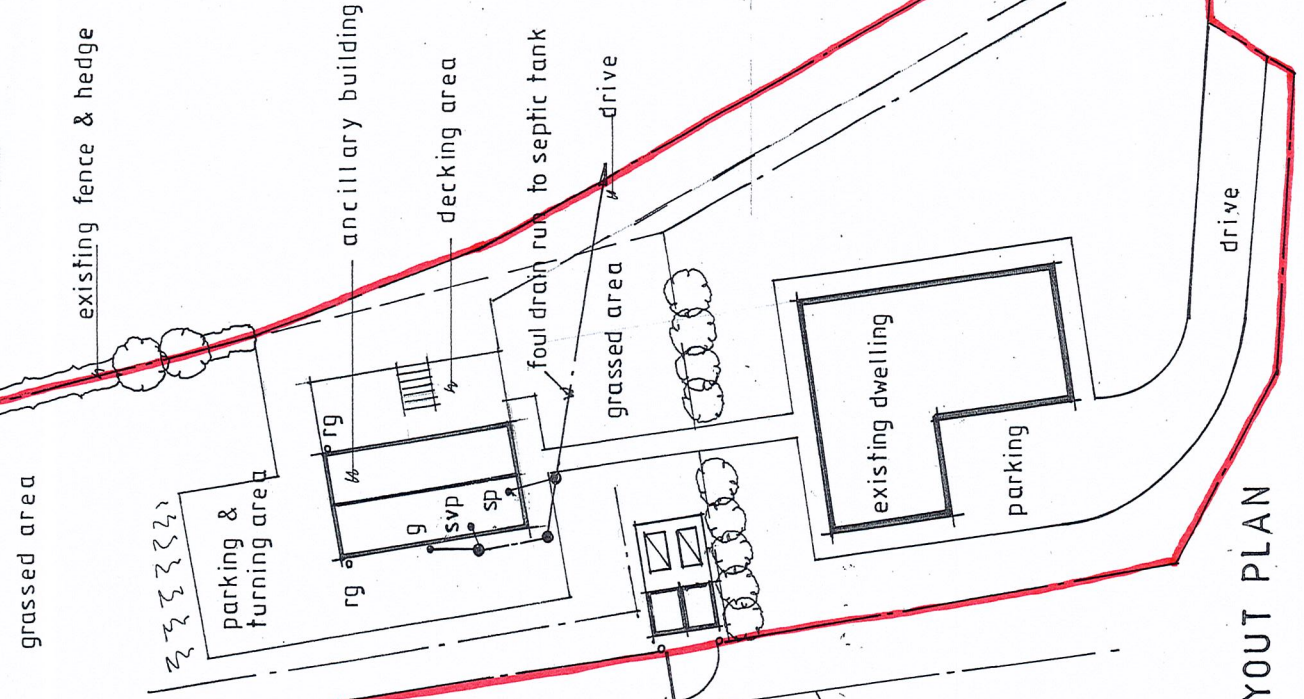 grassed area
existing fence & hedge
parking &
turning area
rg
rg
ancillary building
g
svp
sp
decking area
foul drain run to septic tank
drive
grassed area
existing dwelling
parking
drive
YOUT PLAN